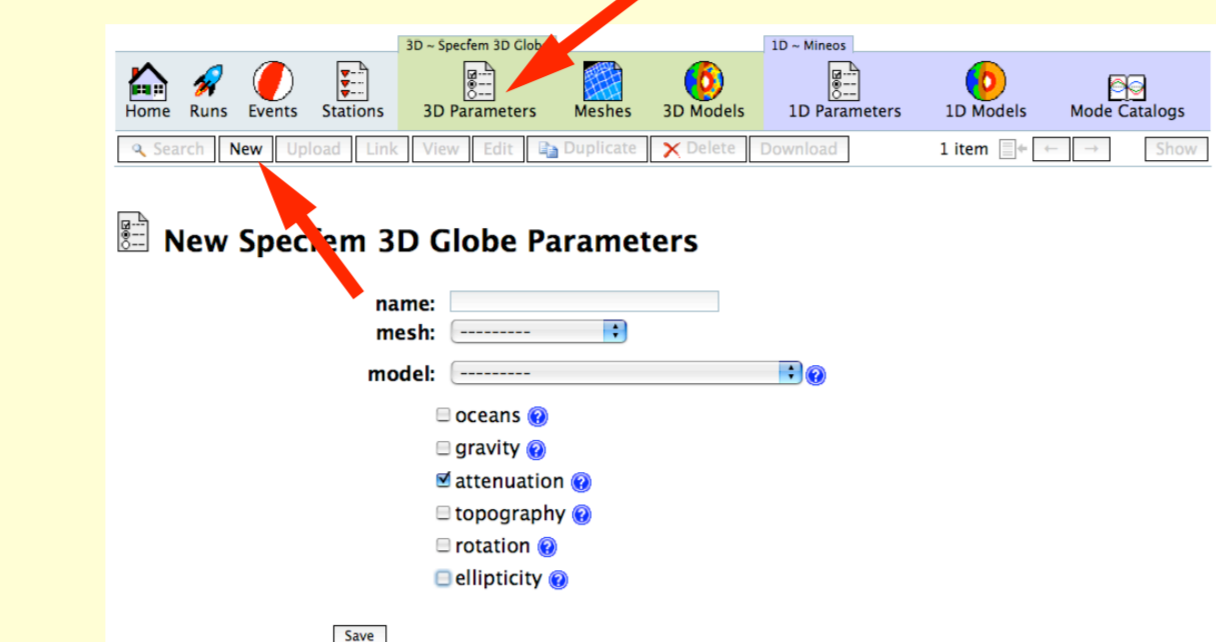 3D ~ Specfem 3D Globe 1D ~ Mineos
Home Runs Events Stations 3D Parameters Meshes 3D Models 1D Parameters 1D Models Mode Catalogs
Search New Upload Link View Edit Duplicate Delete Download 1 item ← → Show
New Specfem 3D Globe Parameters
name:
mesh: ---------
model: --------- ?
oceans ?
gravity ?
attenuation ?
topography ?
rotation ?
ellipticity ?
Save